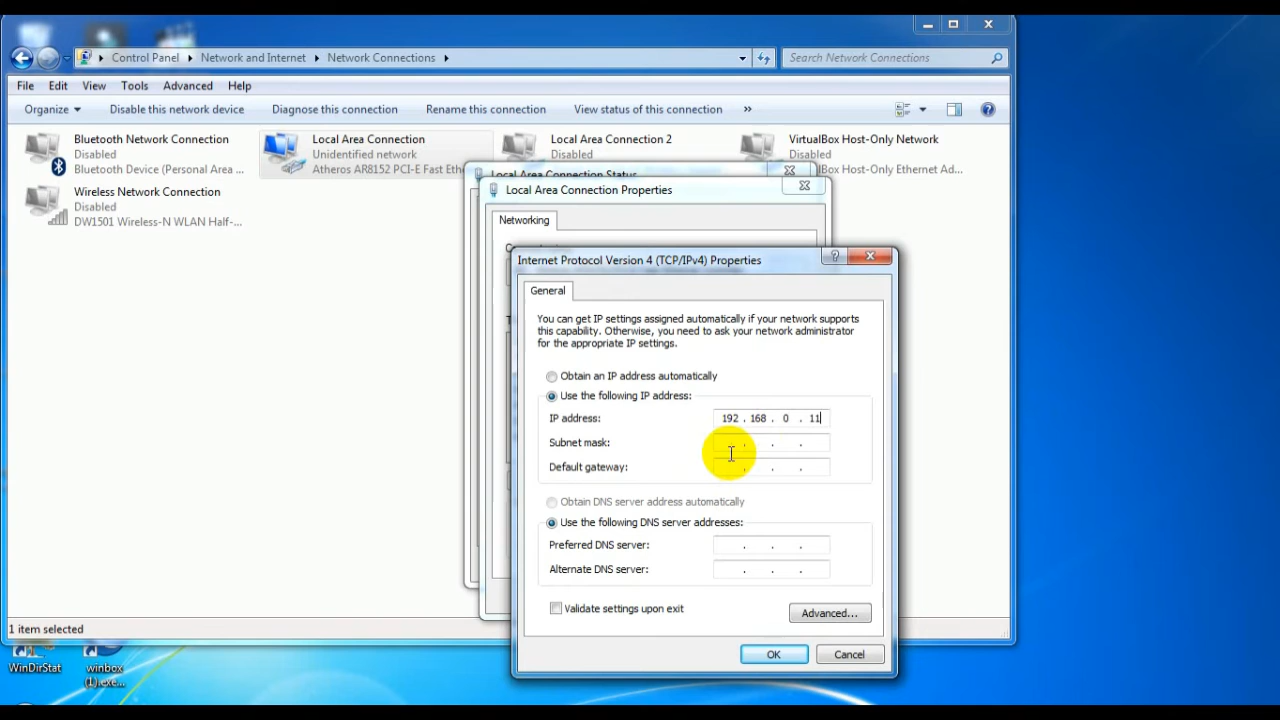 Control Panel Network and Internet Network Connections
Search Network Connections
File Edit View Tools Advanced Help
Organize Disable this network device Diagnose this connection Rename this connection View status of this connection »
Bluetooth Network Connection
Disabled
Bluetooth Device (Personal Area ...
Local Area Connection
Unidentified network
Atheros AR8152 PCI-E Fast Eth
Local Area Connection 2
Disabled
VirtualBox Host-Only Network
Disabled
Box Host-Only Ethernet Ad...
Wireless Network Connection
Disabled
DW1501 Wireless-N WLAN Half-...
Local Area Connection Status
Local Area Connection Properties
Networking
Internet Protocol Version 4 (TCP/IPv4) Properties
General
You can get IP settings assigned automatically if your network supports
this capability. Otherwise, you need to ask your network administrator
for the appropriate IP settings.
Obtain an IP address automatically
Use the following IP address:
IP address: 192 . 168 . 0 . 11
Subnet mask: . . .
Default gateway: . . .
Obtain DNS server address automatically
Use the following DNS server addresses:
Preferred DNS server: . . .
Alternate DNS server: . . .
Validate settings upon exit
Advanced...
OK Cancel
1 item selected
WinDirStat
winbox
(1).exe...